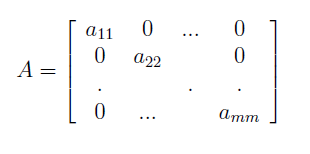 a₁₁ 0 ... 0
0 a₂₂ 0
A =
. . .
0 ... aₘₘ